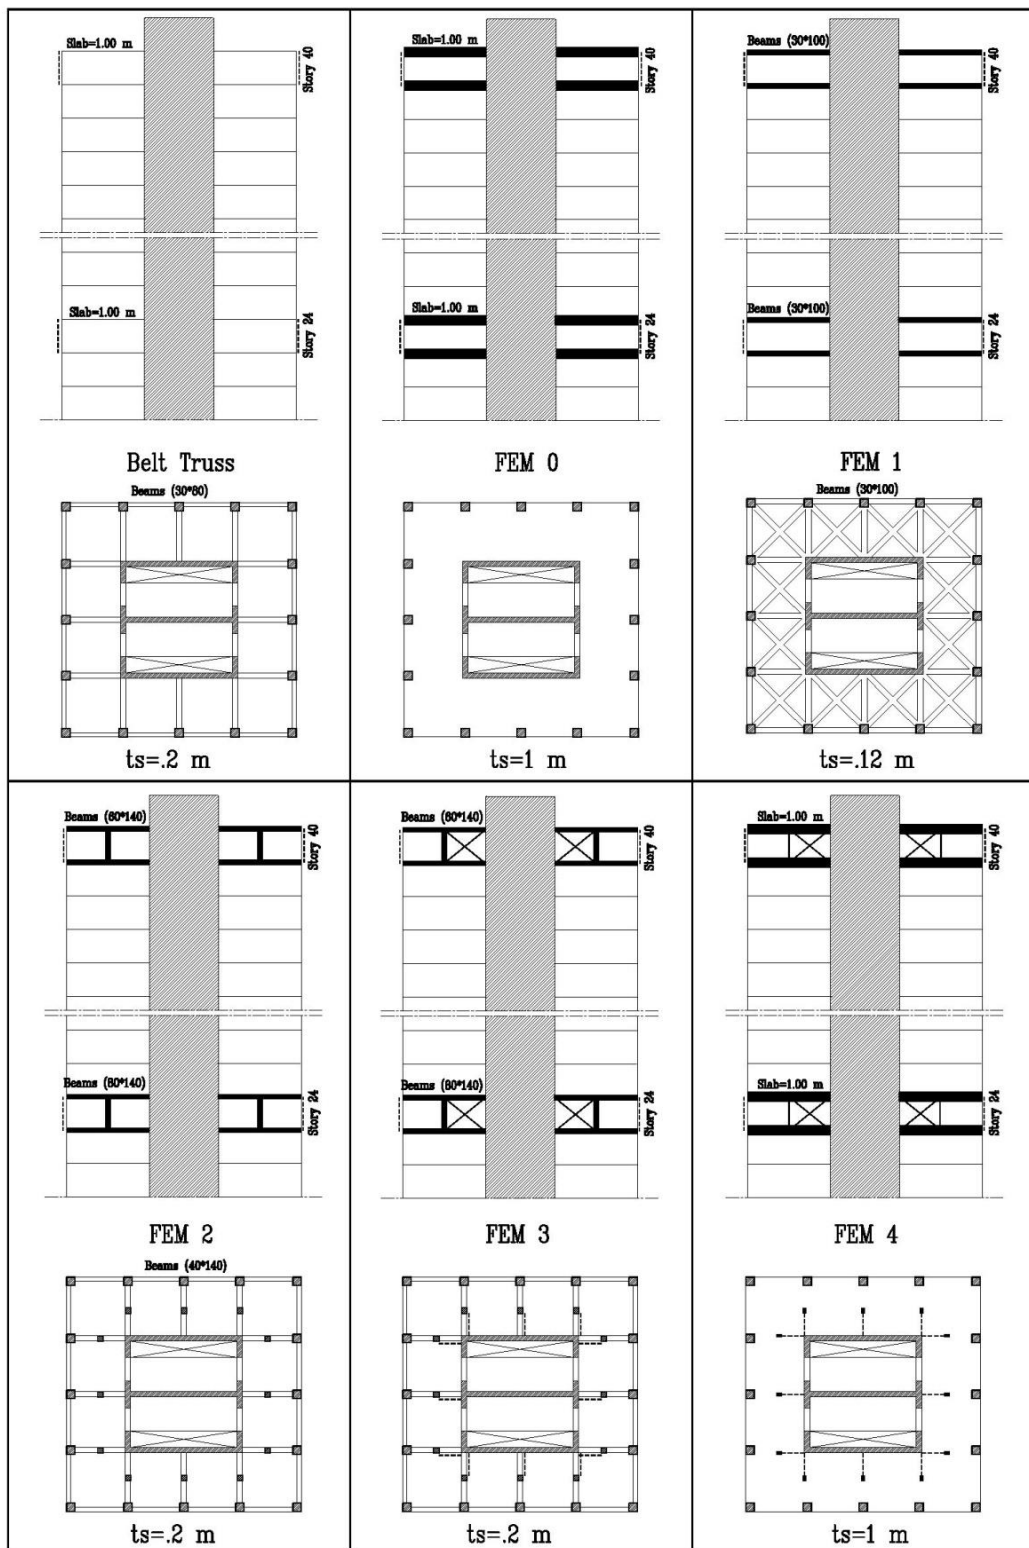 Slab=1.00 m
Story 40
Slab=1.00 m
Story 24
Belt Truss
Beams (30*80)
ts=.2 m
Slab=1.00 m
Story 40
Slab=1.00 m
Story 24
FEM 0
ts=1 m
Beams (30*100)
Story 40
Beams (30*100)
Story 24
FEM 1
Beams (30*100)
ts=.12 m
Beams (60*140)
Story 40
Beams (60*140)
Story 24
FEM 2
Beams (40*140)
ts=.2 m
Beams (60*140)
Story 40
Beams (60*140)
Story 24
FEM 3
ts=.2 m
Slab=1.00 m
Story 40
Slab=1.00 m
Story 24
FEM 4
ts=1 m